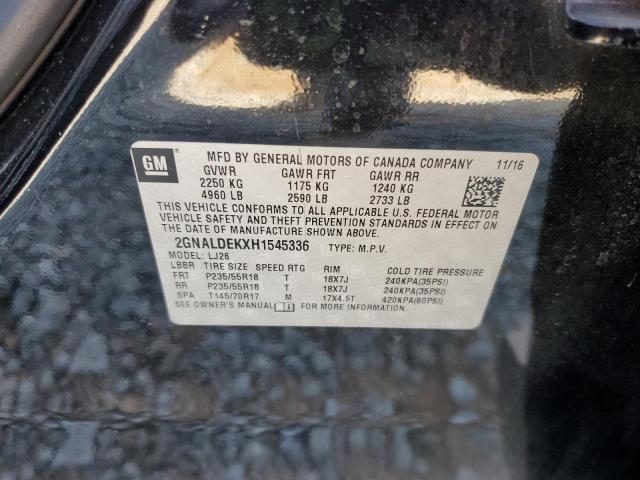 GM
MFD BY GENERAL MOTORS OF CANADA COMPANY 11/16
GVWR GAWR FRT GAWR RR
2250 KG 1175 KG 1240 KG
4960 LB 2590 LB 2733 LB
THIS VEHICLE CONFORMS TO ALL APPLICABLE U.S. FEDERAL MOTOR
VEHICLE SAFETY AND THEFT PREVENTION STANDARDS IN EFFECT ON
THE DATE OF MANUFACTURE SHOWN ABOVE.
2GNALDEKXH1545336 TYPE: M.P.V.
MODEL: LJ26
LBBR TIRE SIZE SPEED RTG RIM COLD TIRE PRESSURE
FRT P235/55R18 T 18X7J 240KPA(35PSI)
RR P235/55R18 T 18X7J 240KPA(35PSI)
SPA T145/70R17 M 17X4.5T 420KPA(60PSI)
SEE OWNER'S MANUAL i FOR MORE INFORMATION.